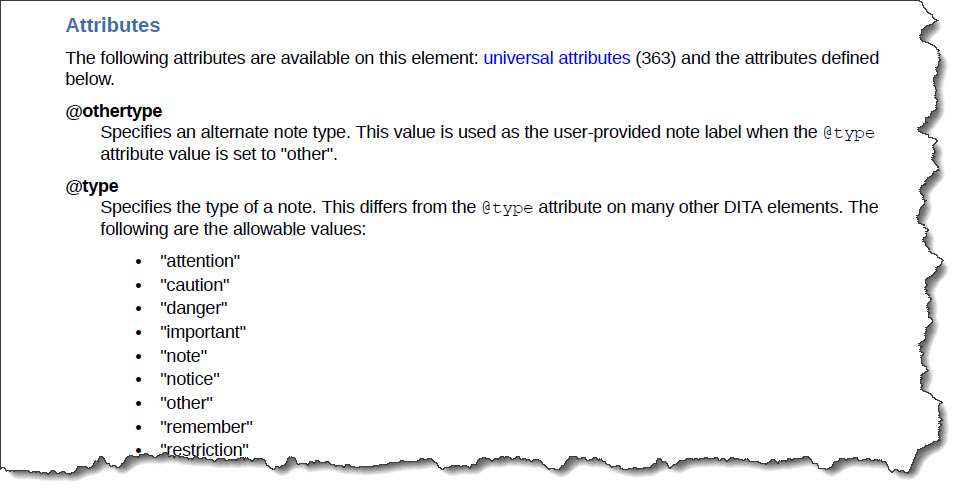 Attributes
The following attributes are available on this element: universal attributes (363) and the attributes defined
below.
@othertype
Specifies an alternate note type. This value is used as the user-provided note label when the @type
attribute value is set to "other".
@type
Specifies the type of a note. This differs from the @type attribute on many other DITA elements. The
following are the allowable values:
• "attention"
• "caution"
• "danger"
• "important"
• "note"
• "notice"
• "other"
• "remember"
• "restriction"